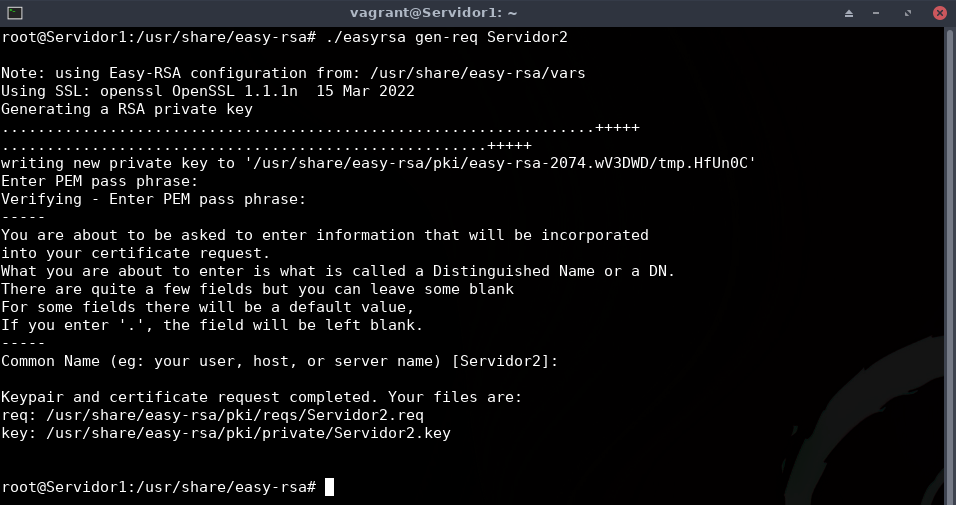 vagrant@Servidor1: ~
root@Servidor1:/usr/share/easy-rsa# ./easyrsa gen-req Servidor2
Note: using Easy-RSA configuration from: /usr/share/easy-rsa/vars
Using SSL: openssl OpenSSL 1.1.1n  15 Mar 2022
Generating a RSA private key
..................................................................+++++
......................................................+++++
writing new private key to '/usr/share/easy-rsa/pki/easy-rsa-2074.wV3DWD/tmp.HfUn0C'
Enter PEM pass phrase:
Verifying - Enter PEM pass phrase:
-----
You are about to be asked to enter information that will be incorporated
into your certificate request.
What you are about to enter is what is called a Distinguished Name or a DN.
There are quite a few fields but you can leave some blank
For some fields there will be a default value,
If you enter '.', the field will be left blank.
-----
Common Name (eg: your user, host, or server name) [Servidor2]:
Keypair and certificate request completed. Your files are:
req: /usr/share/easy-rsa/pki/reqs/Servidor2.req
key: /usr/share/easy-rsa/pki/private/Servidor2.key
root@Servidor1:/usr/share/easy-rsa#